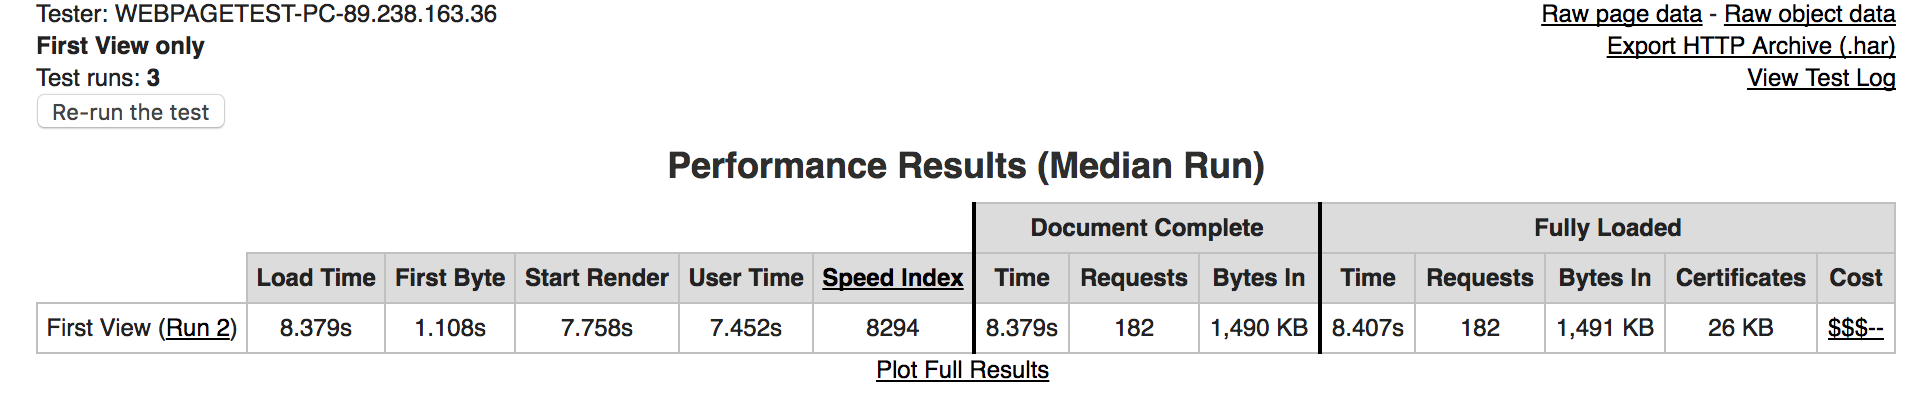 Tester: WEBPAGETEST-PC-89.238.163.36
First View only
Test runs: 3
Re-run the test
Raw page data - Raw object data
Export HTTP Archive (.har)
View Test Log
Performance Results (Median Run)
Document Complete Fully Loaded
Load Time First Byte Start Render User Time Speed Index Time Requests Bytes In Time Requests Bytes In Certificates Cost
First View (Run 2) 8.379s 1.108s 7.758s 7.452s 8294 8.379s 182 1,490 KB 8.407s 182 1,491 KB 26 KB $$$--
Plot Full Results